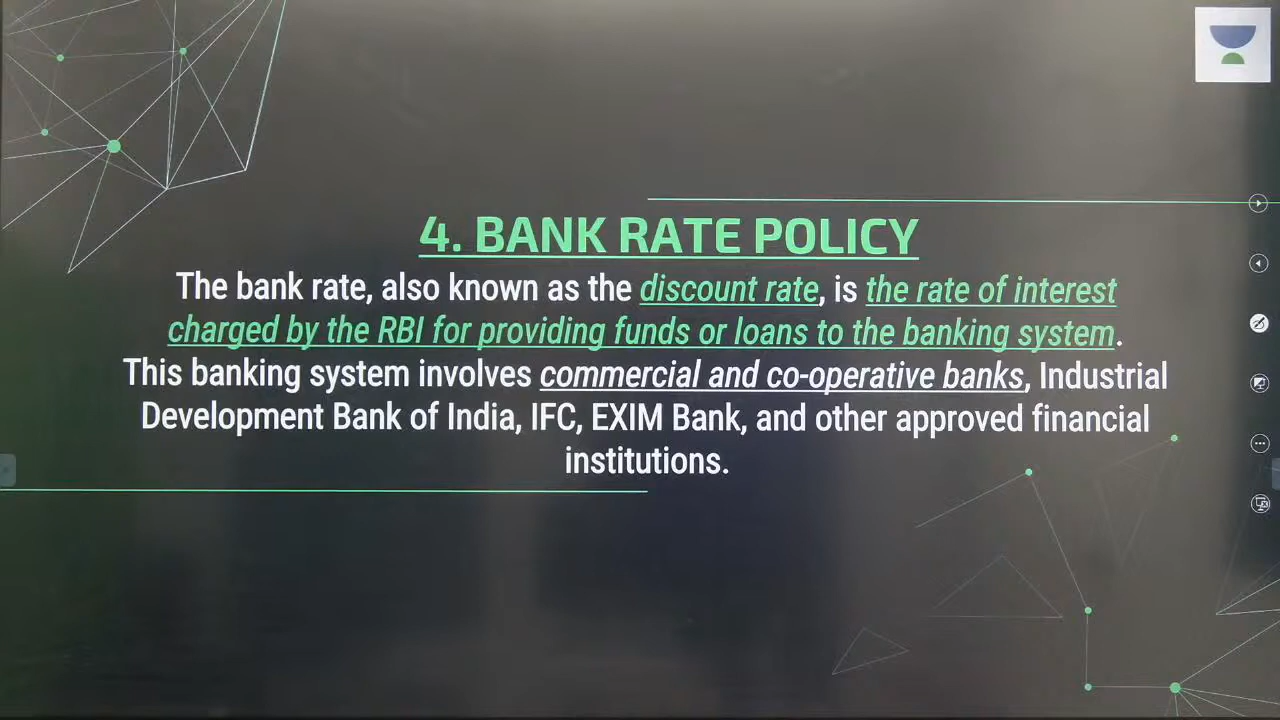 4. BANK RATE POLICY
The bank rate, also known as the discount rate, is the rate of interest
charged by the RBI for providing funds or loans to the banking system.
This banking system involves commercial and co-operative banks, Industrial
Development Bank of India, IFC, EXIM Bank, and other approved financial
institutions.